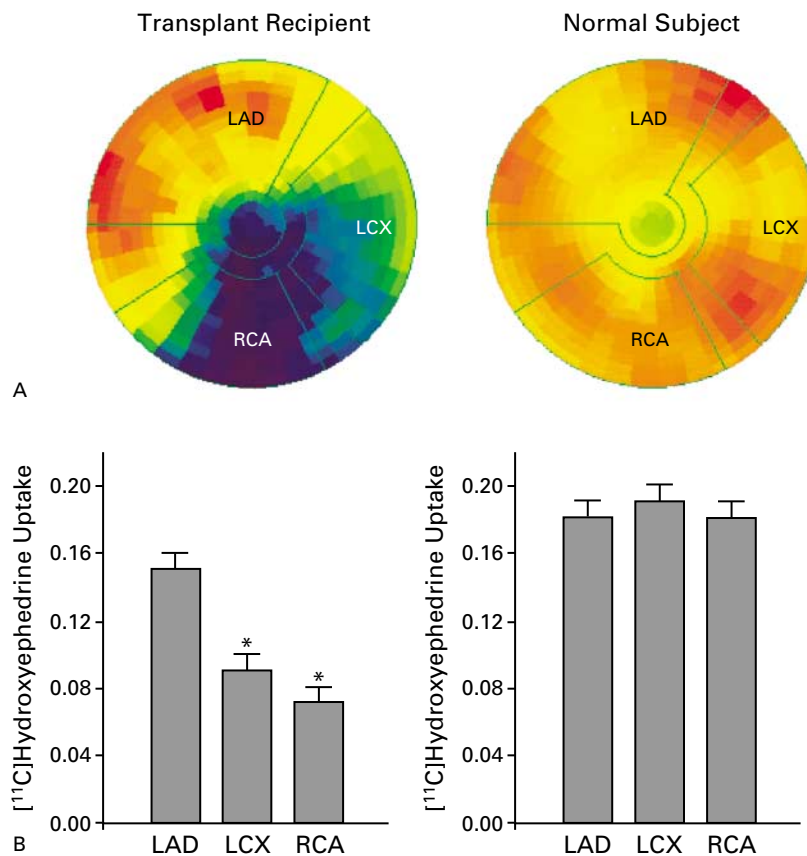 Transplant Recipient
Normal Subject
LAD
LCX
RCA
LAD
LCX
RCA
A
[¹¹C]Hydroxyephedrine Uptake
0.20
0.16
0.12
0.08
0.04
0.00
*
*
LAD LCX RCA
[¹¹C]Hydroxyephedrine Uptake
0.20
0.16
0.12
0.08
0.04
0.00
LAD LCX RCA
B